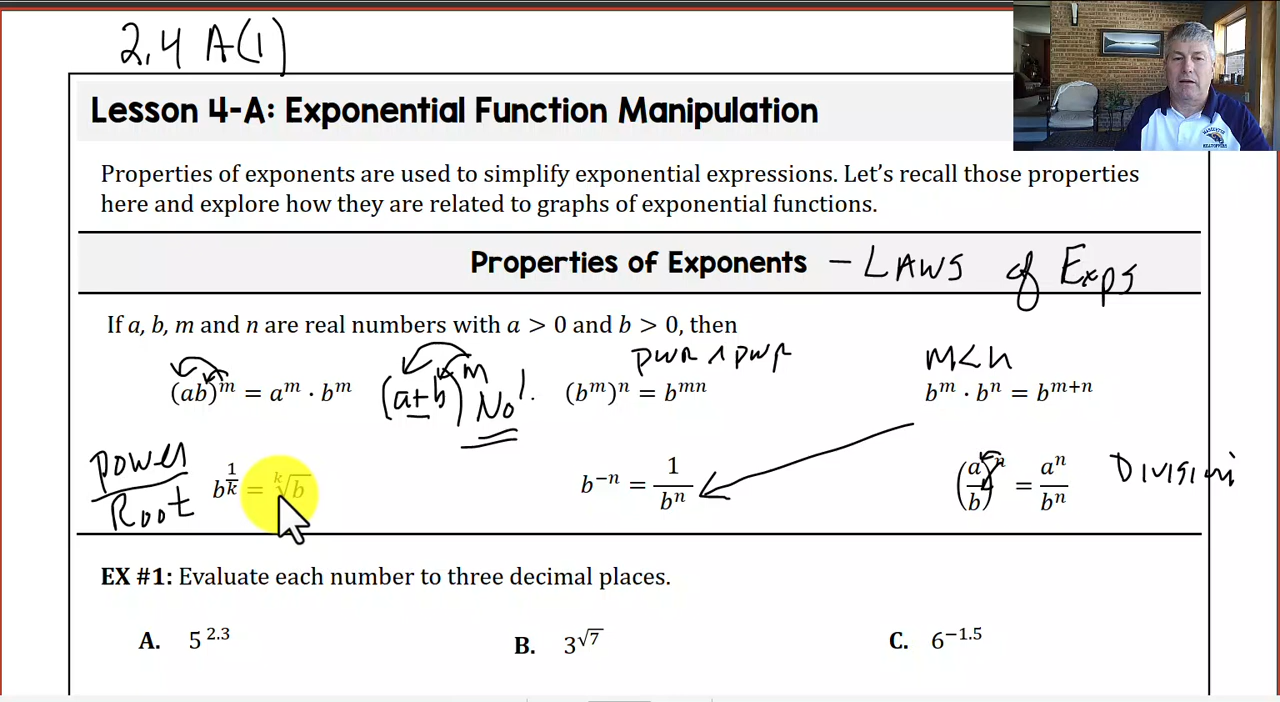 2.4 A(1)
Lesson 4-A: Exponential Function Manipulation
Properties of exponents are used to simplify exponential expressions. Let's recall those properties
here and explore how they are related to graphs of exponential functions.
Properties of Exponents – LAWS of Exps
If a, b, m and n are real numbers with a > 0 and b > 0, then
PWR ^ PWR M<n
(ab)^m = a^m · b^m (a+b)^m No! (b^m)^n = b^{mn} b^m · b^n = b^{m+n}
Power/Root b^{1/k} = ᵏ√b b^{−n} = 1/b^n (a/b)^n = a^n/b^n Division
EX #1: Evaluate each number to three decimal places.
A. 5^{2.3} B. 3^{√7} C. 6^{−1.5}